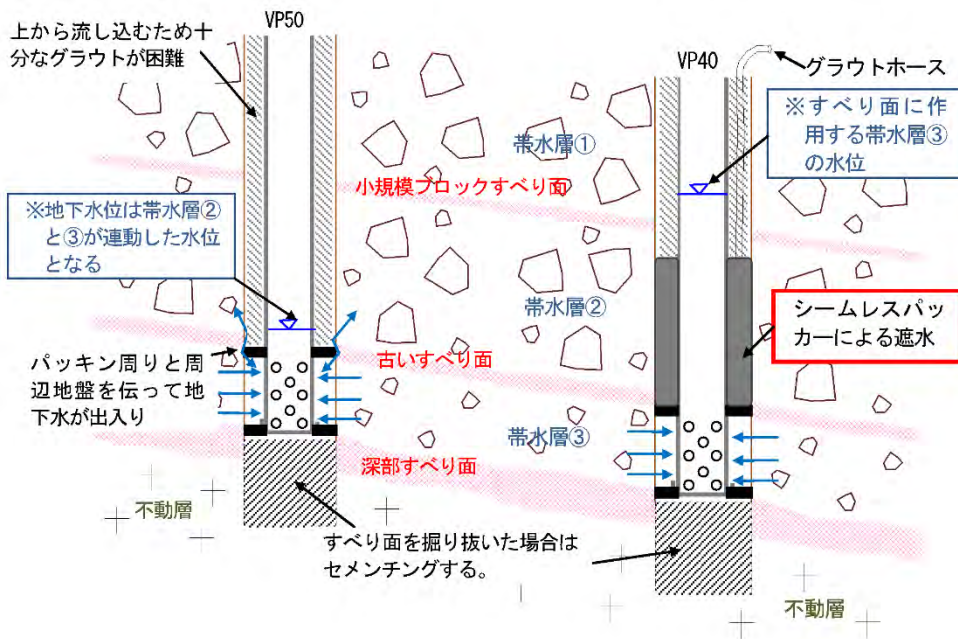 VP50
上から流し込むため十
分なグラウトが困難
VP40
グラウトホース
※すべり面に作
用する帯水層③
の水位
帯水層①
小規模ブロックすべり面
※地下水位は帯水層②
と③が連動した水位
となる
帯水層②
シームレスパッ
カーによる遮水
古いすべり面
パッキン周りと周
辺地盤を伝って地
下水が出入り
帯水層③
深部すべり面
不動層
すべり面を掘り抜いた場合は
セメンチングする。
不動層